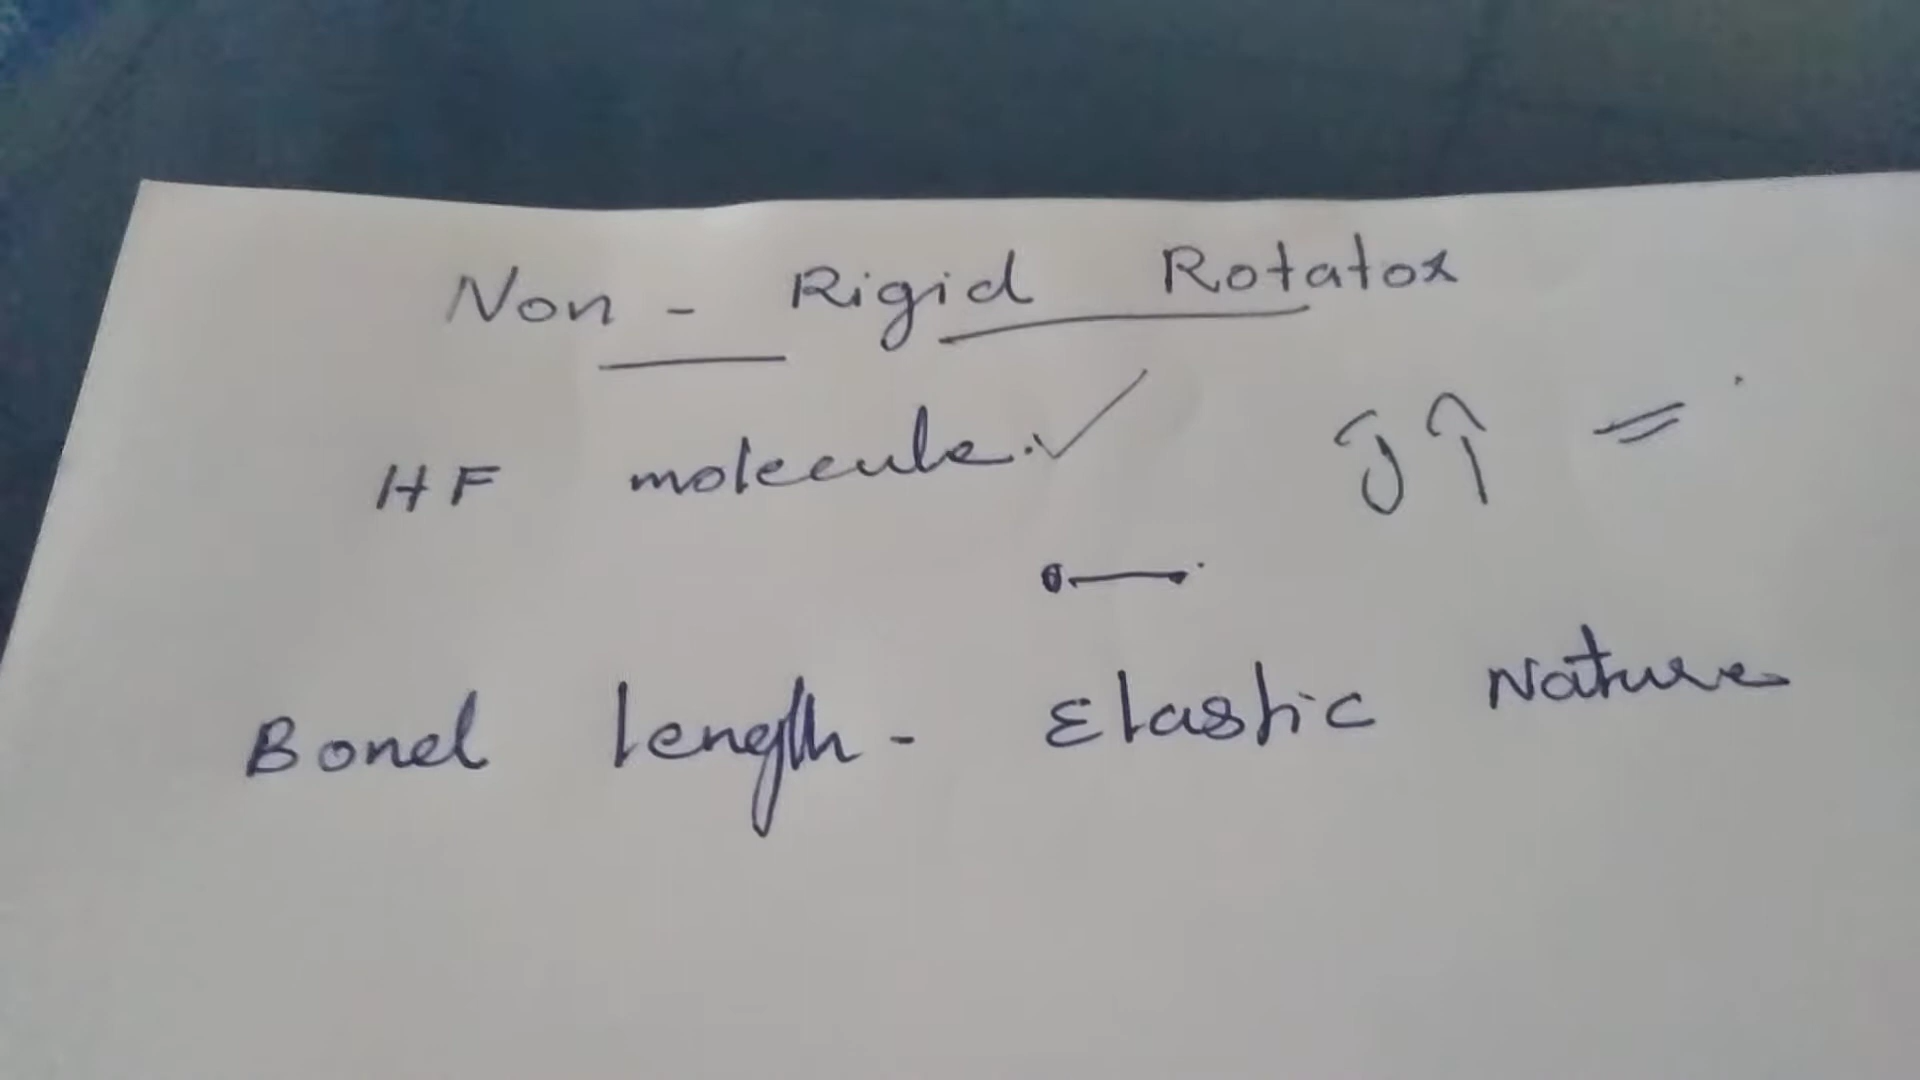 Non - Rigid Rotator
HF molecule. ✓ J↑ =
Bond length - Elastic Nature